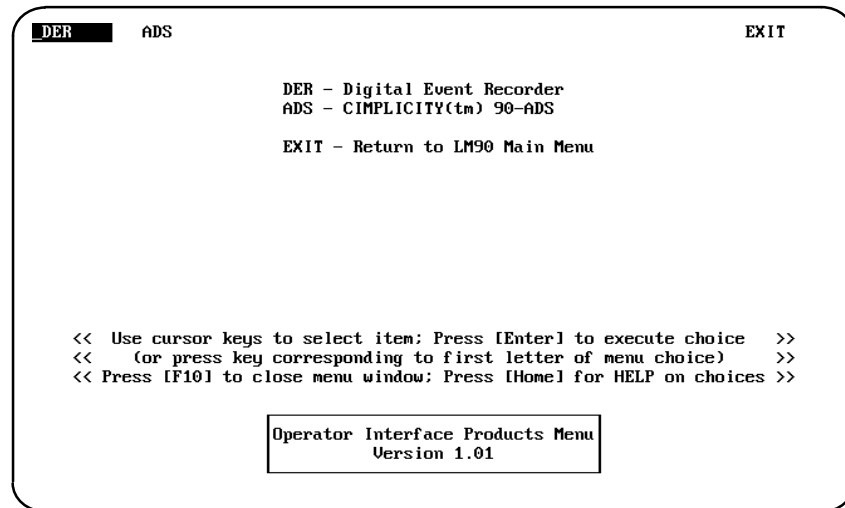 _DER ADS EXIT
DER - Digital Event Recorder
ADS - CIMPLICITY(tm) 90-ADS
EXIT - Return to LM90 Main Menu
<< Use cursor keys to select item; Press [Enter] to execute choice >>
<< (or press key corresponding to first letter of menu choice) >>
<< Press [F10] to close menu window; Press [Home] for HELP on choices >>
Operator Interface Products Menu
Version 1.01